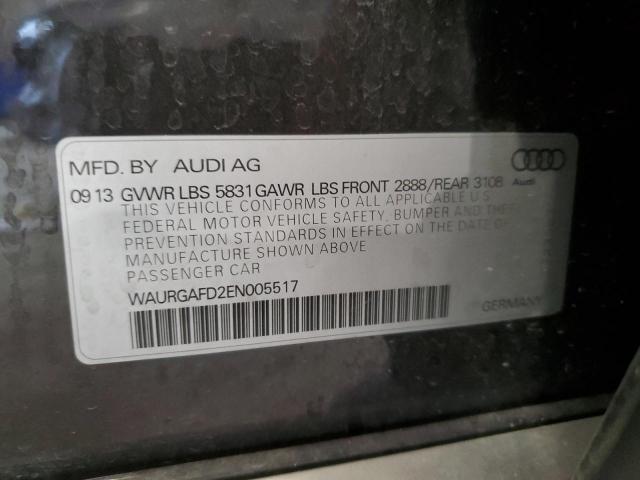 MFD. BY AUDI AG
09 13 GVWR LBS 5831 GAWR LBS FRONT 2888/REAR 3108
Audi
THIS VEHICLE CONFORMS TO ALL APPLICABLE U.S.
FEDERAL MOTOR VEHICLE SAFETY, BUMPER AND THEFT
PREVENTION STANDARDS IN EFFECT ON THE DATE OF
MANUFACTURE SHOWN ABOVE
PASSENGER CAR
WAURGAFD2EN005517
GERMANY